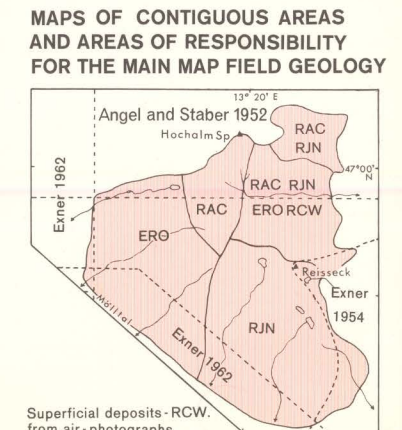 MAPS OF CONTIGUOUS AREAS
AND AREAS OF RESPONSIBILITY
FOR THE MAIN MAP FIELD GEOLOGY
13° 20' E
Angel and Staber 1952
Hochalm Sp.
RAC
RJN
47°00'
N
Exner 1962
RAC RJN
RAC
ERO RCW
ERO
Reisseck
Exner
1954
Mölltal
RJN
Exner 1962
Superficial deposits - RCW.
from air - photographs